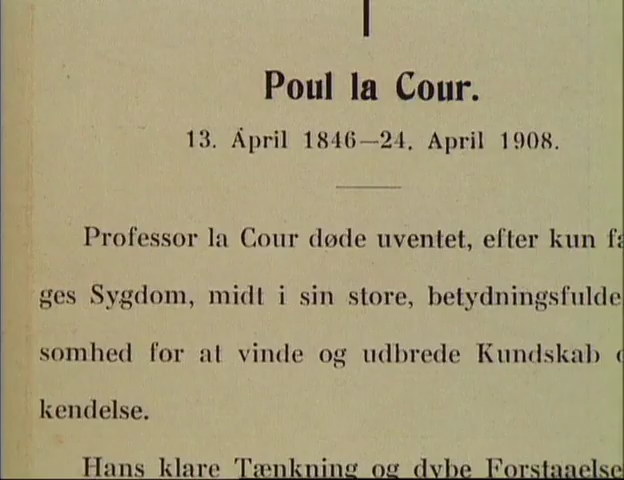 Poul la Cour.
13. April 1846—24. April 1908.
Professor la Cour døde uventet, efter kun
ges Sygdom, midt i sin store, betydningsfulde
somhed for at vinde og udbrede Kundskab
kendelse.
Hans klare Tænkning og dybe Forstaaelse